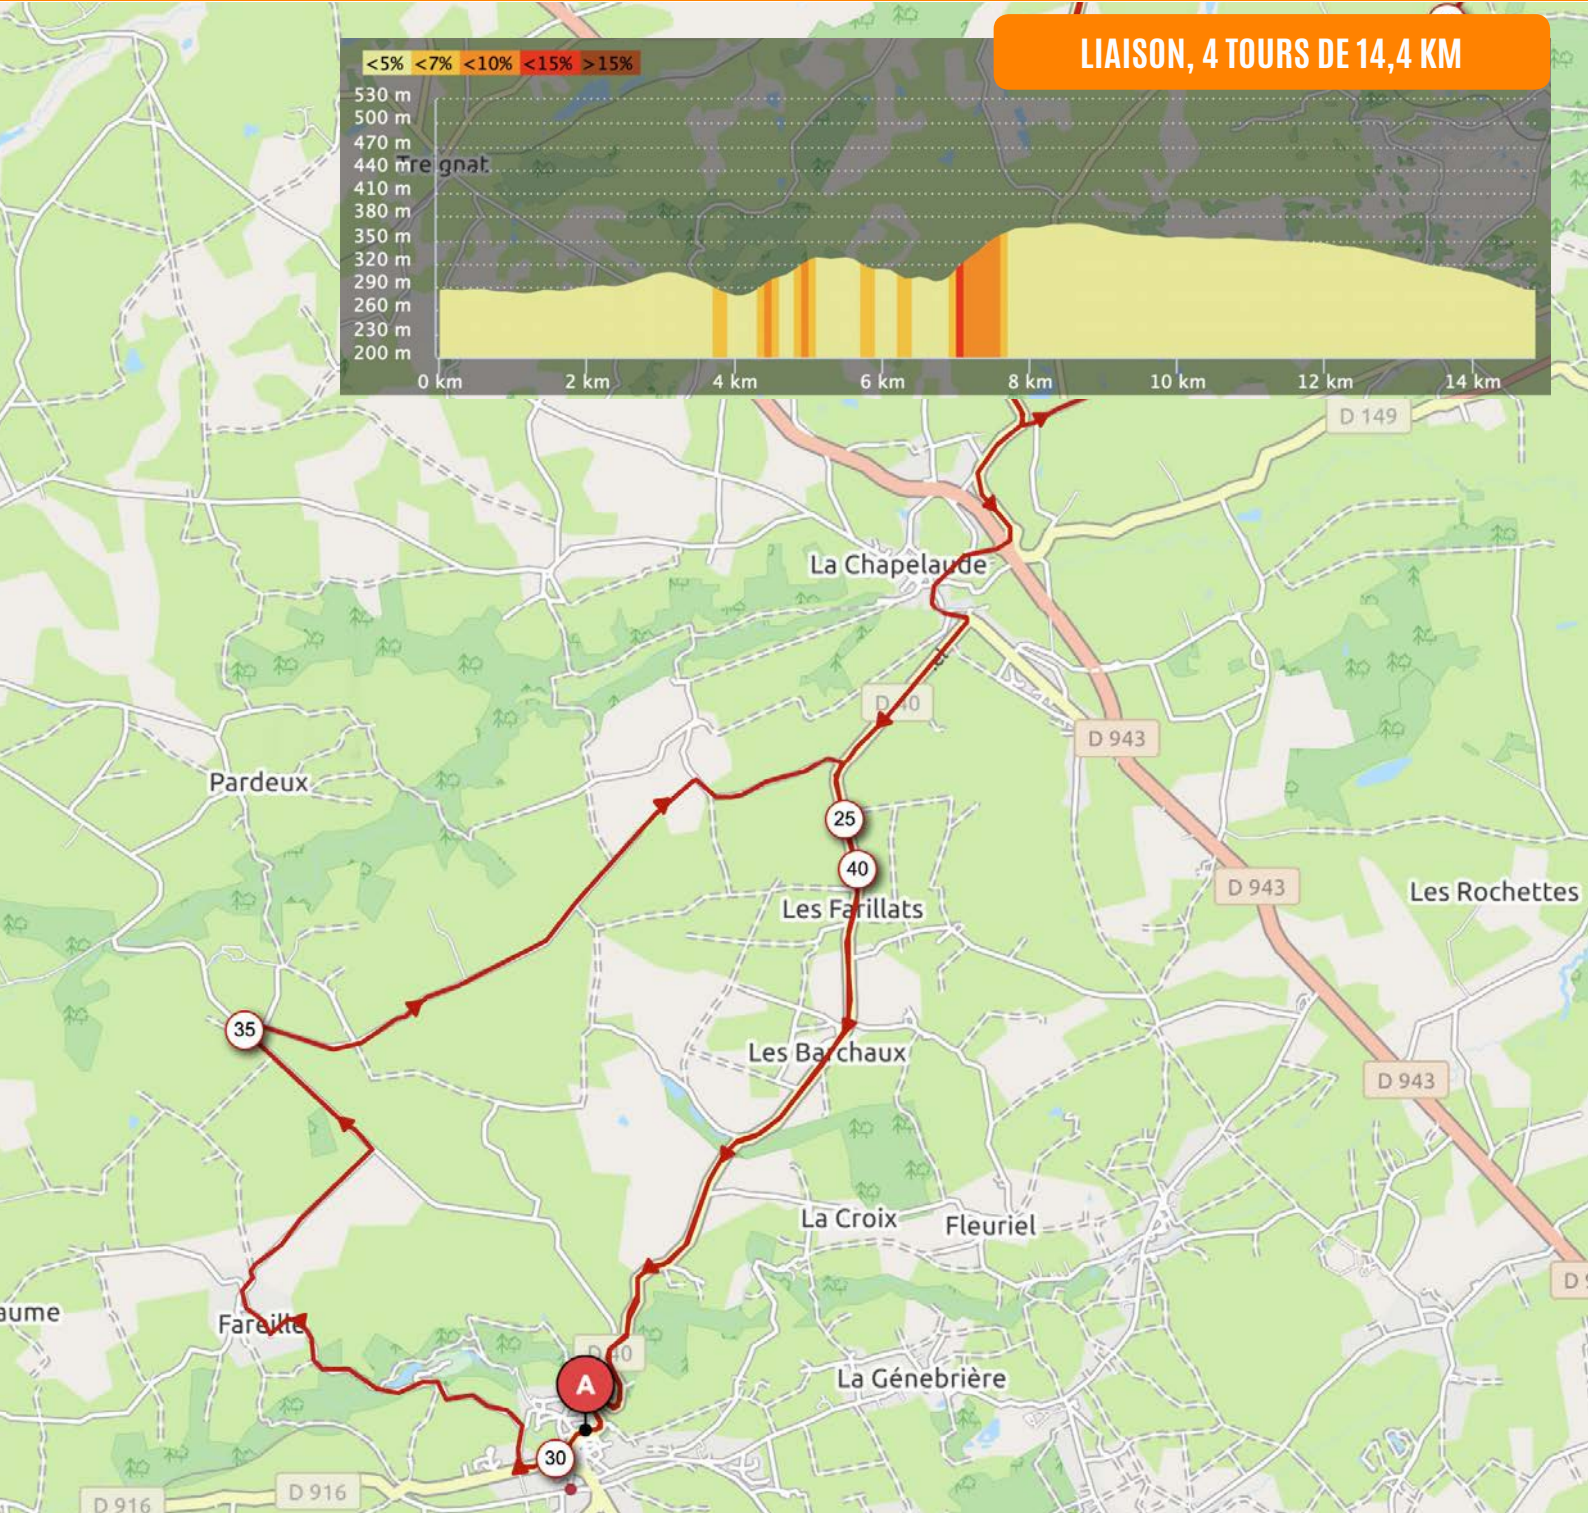 LIAISON, 4 TOURS DE 14,4 KM
<5% <7% <10% <15% >15%
530 m
500 m
470 m
440 m
Treignat
410 m
380 m
350 m
320 m
290 m
260 m
230 m
200 m
0 km 2 km 4 km 6 km 8 km 10 km 12 km 14 km
D 149
La Chapelaude
D 40
D 943
Pardeux
25
40
D 943
Les Rochettes
Les Farillats
35
Les Barchaux
D 943
La Croix
Fleuriel
aume
Fareille
D 40
A
La Génebrière
30
D 916
D 916